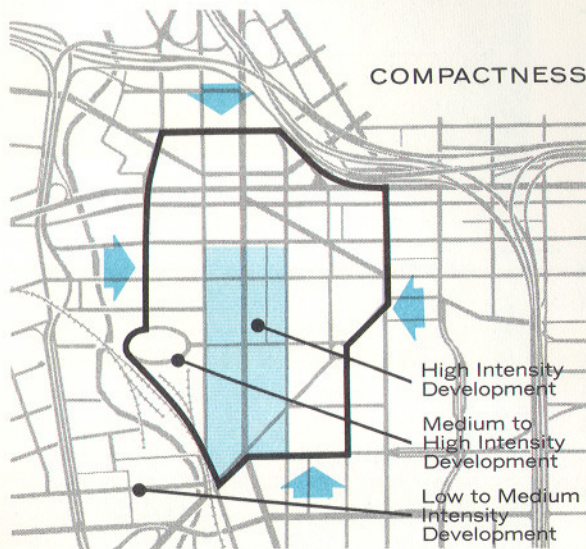 COMPACTNESS
High Intensity
Development
Medium to
High Intensity
Development
Low to Medium
Intensity
Development